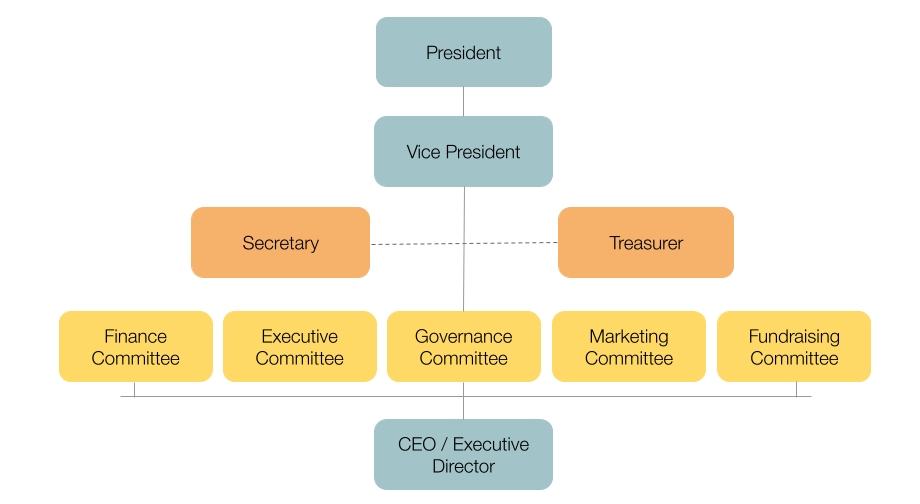 President
Vice President
Secretary
Treasurer
Finance
Committee
Executive
Committee
Governance
Committee
Marketing
Committee
Fundraising
Committee
CEO / Executive
Director